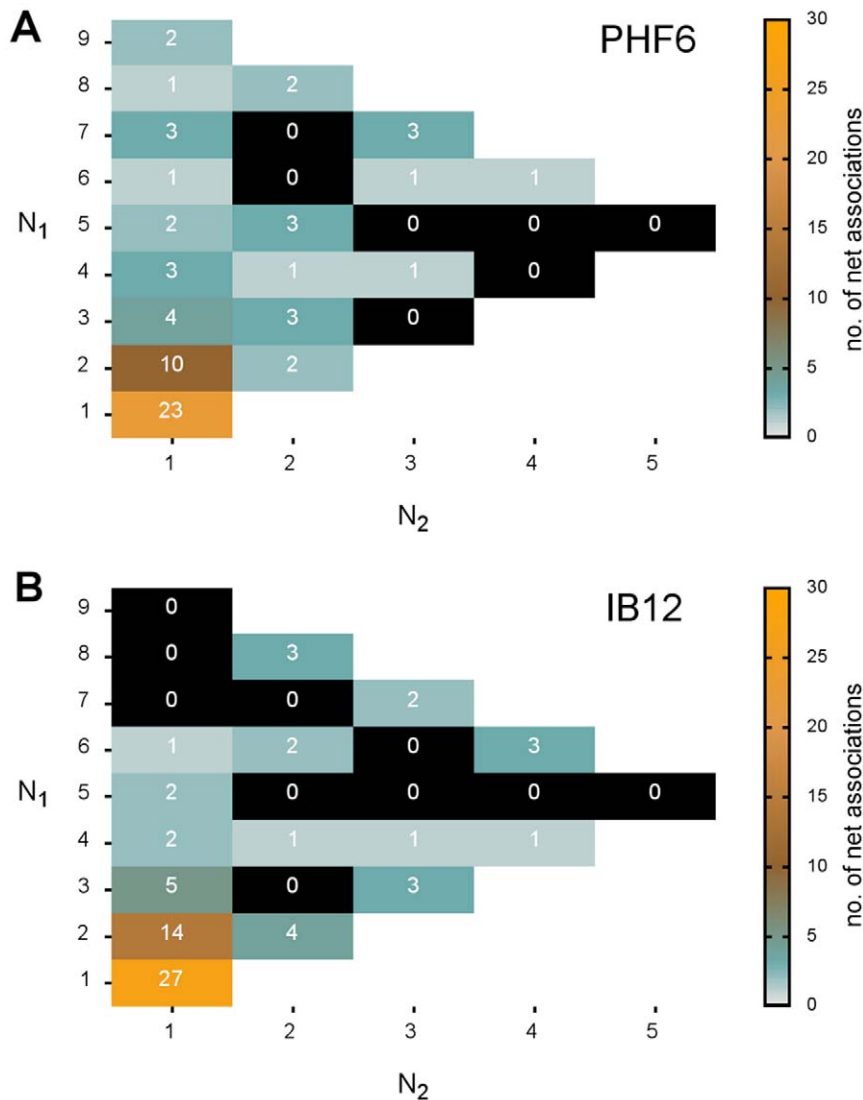 A
PHF6
30
9 2
8 1 2
25
7 3 0 3
20
6 1 0 1 1
N1 5 2 3 0 0 0
15
4 3 1 1 0
10
3 4 3 0
5
2 10 2
1 23
0
no. of net associations
1 2 3 4 5
N2
B
IB12
30
9 0
8 0 3
25
7 0 0 2
20
6 1 2 0 3
N1 5 2 0 0 0 0
15
4 2 1 1 1
10
3 5 0 3
5
2 14 4
1 27
0
no. of net associations
1 2 3 4 5
N2